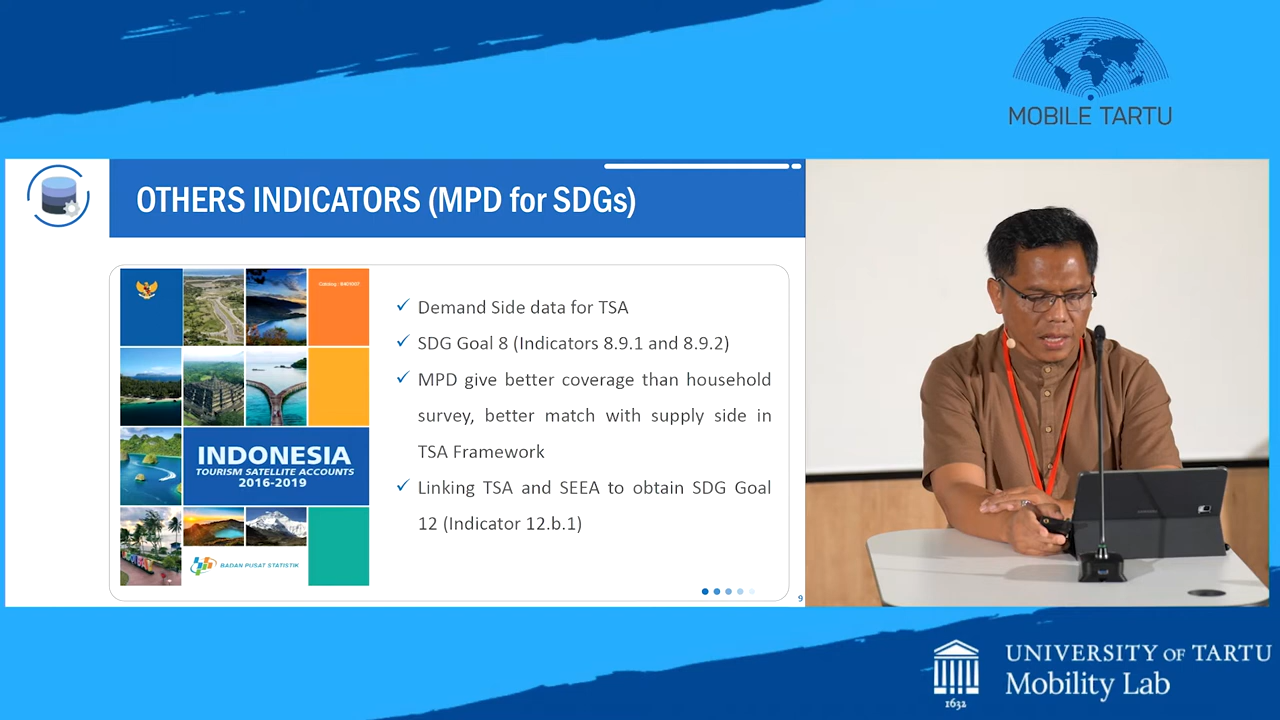 MOBILE TARTU
OTHERS INDICATORS (MPD for SDGs)
INDONESIA
TOURISM SATELLITE ACCOUNTS
2016-2019
BADAN PUSAT STATISTIK
Demand Side data for TSA
SDG Goal 8 (Indicators 8.9.1 and 8.9.2)
MPD give better coverage than household
survey, better match with supply side in
TSA Framework
Linking TSA and SEEA to obtain SDG Goal
12 (Indicator 12.b.1)
9
SAMSUNG
UNIVERSITY OF TARTU
Mobility Lab
1632